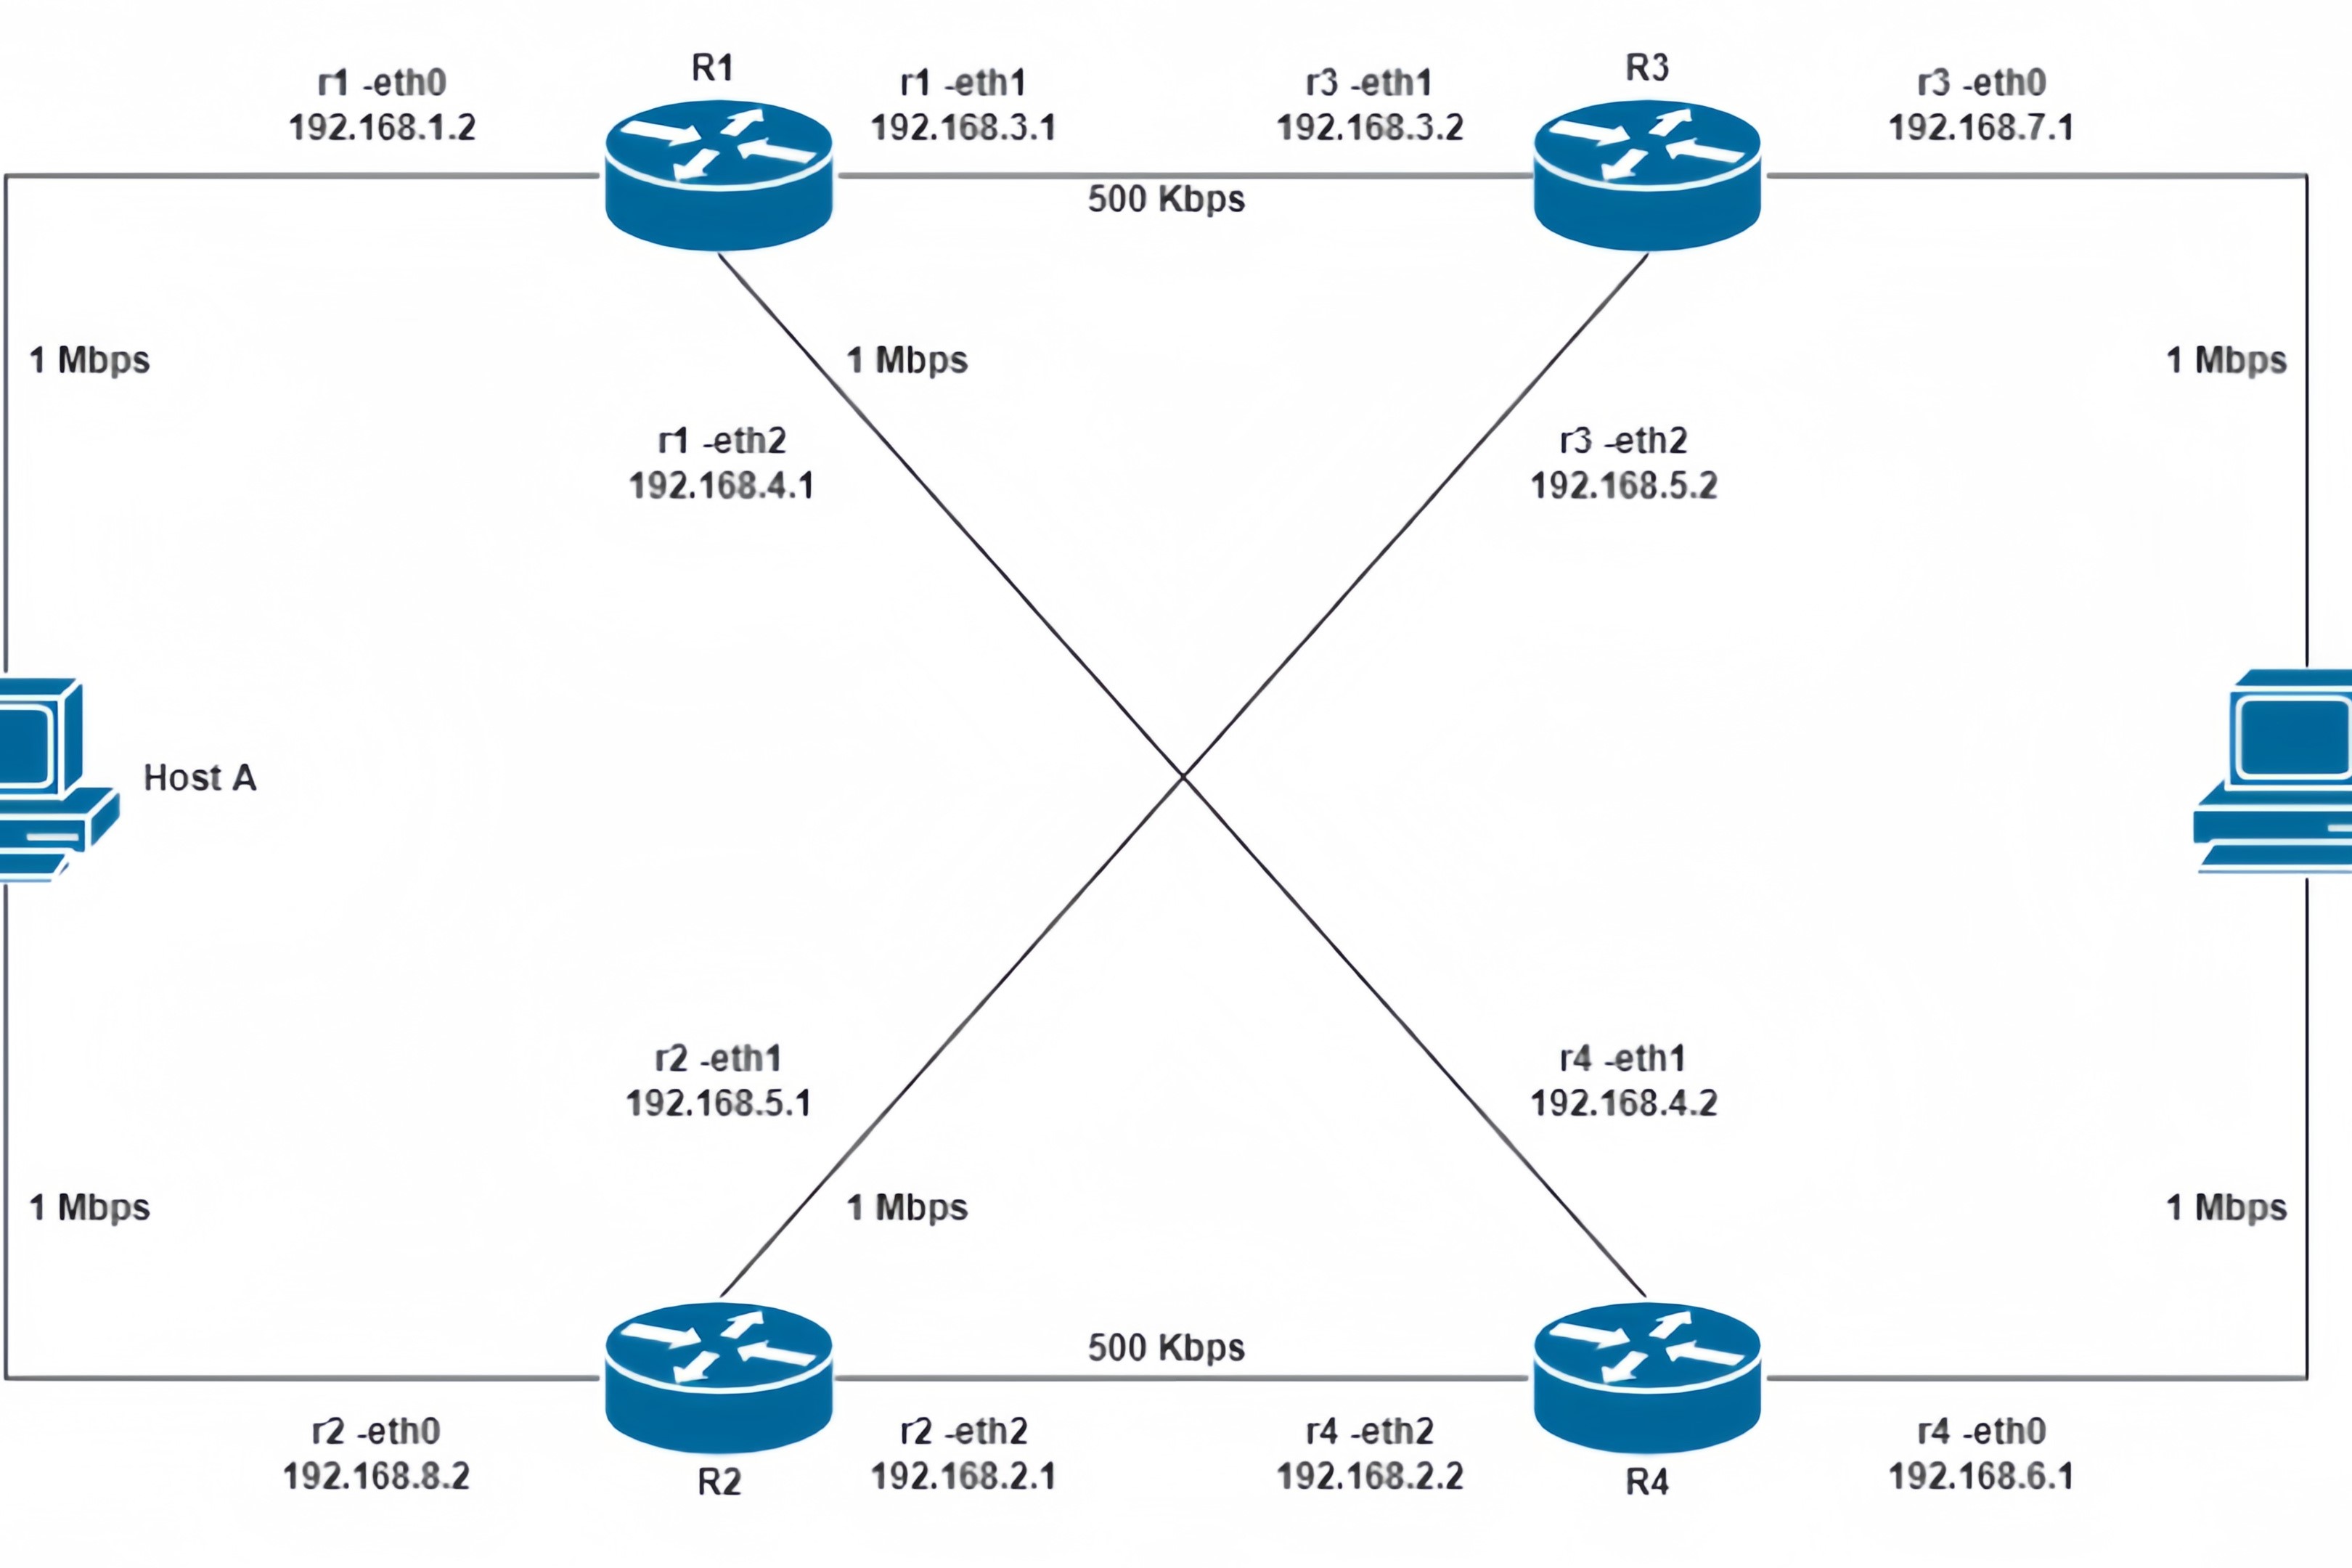 R1
R3
r1 -eth0
192.168.1.2
r1 -eth1
192.168.3.1
r3 -eth1
192.168.3.2
r3 -eth0
192.168.7.1
500 Kbps
1 Mbps
1 Mbps
1 Mbps
r1 -eth2
192.168.4.1
r3 -eth2
192.168.5.2
Host A
r2 -eth1
192.168.5.1
r4 -eth1
192.168.4.2
1 Mbps
1 Mbps
1 Mbps
500 Kbps
r2 -eth0
192.168.8.2
R2
r2 -eth2
192.168.2.1
r4 -eth2
192.168.2.2
R4
r4 -eth0
192.168.6.1